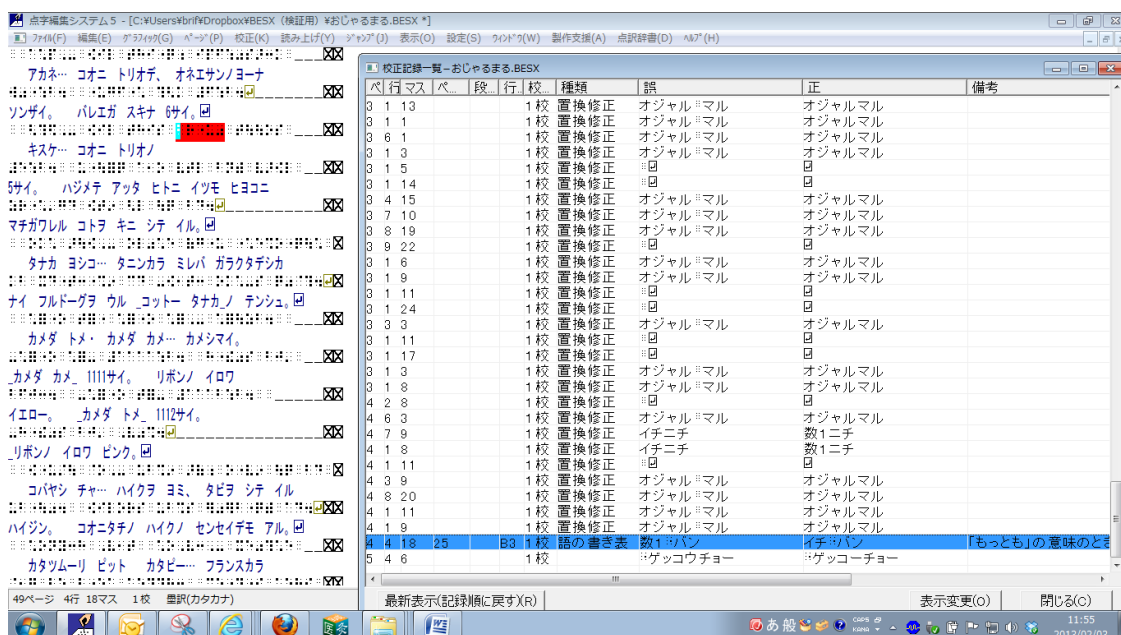 点字編集システム5 - [C:¥Users¥brif¥Dropbox¥BESX（検証用）¥おじゃるまる.BESX *]
ﾌｧｲﾙ(F) 編集(E) ｸﾞﾗﾌｨｯｸ(G) ﾍﾟｰｼﾞ(P) 校正(K) 読み上げ(Y) ｼﾞｬﾝﾌﾟ(J) 表示(O) 設定(S) ｳｨﾝﾄﾞｳ(W) 製作支援(A) 点訳辞書(D) ﾍﾙﾌﾟ(H)
アカネ… コオニ トリオデ、 オネエサンノヨーナ
ソンザイ。 バレエガ スキナ 6サイ。
キスケ… コオニ トリオノ
5サイ。 ハジメテ アッタ ヒトニ イツモ ヒヨコニ
マチガワレル コトヲ キニ シテ イル。
タナカ ヨシコ… タニンカラ ミレバ ガラクタデシカ
ナイ フルドーグヲ ウル _コットー タナカ_ノ テンシュ。
カメダ トメ・ カメダ カメ… カメシマイ。
_カメダ カメ_ 1111サイ。 リボンノ イロワ
イエロー。 _カメダ トメ_ 1112サイ。
_リボンノ イロワ ピンク。
コバヤシ チャ… ハイクヲ ヨミ、 タビヲ シテ イル
ハイジン。 コオニタチノ ハイクノ センセイデモ アル。
カタツムーリ ピット カタピー… フランスカラ
49ページ 4行 18マス 1校 墨訳(カタカナ)
校正記録一覧－おじゃるまる.BESX
ペ 行 マス ペ... 段 行.. 校... 種類 誤 正 備考
3 1 13 1校 置換修正 オジャル マル オジャルマル
3 1 1 1校 置換修正 オジャル マル オジャルマル
3 6 1 1校 置換修正 オジャル マル オジャルマル
3 1 3 1校 置換修正 オジャル マル オジャルマル
3 1 5 1校 置換修正
3 1 14 1校 置換修正
3 4 15 1校 置換修正 オジャル マル オジャルマル
3 7 10 1校 置換修正 オジャル マル オジャルマル
3 8 19 1校 置換修正 オジャル マル オジャルマル
3 9 22 1校 置換修正
3 1 6 1校 置換修正 オジャル マル オジャルマル
3 1 9 1校 置換修正 オジャル マル オジャルマル
3 1 11 1校 置換修正
3 1 24 1校 置換修正
3 3 3 1校 置換修正 オジャル マル オジャルマル
3 1 11 1校 置換修正
3 1 17 1校 置換修正
3 1 3 1校 置換修正 オジャル マル オジャルマル
3 1 8 1校 置換修正 オジャル マル オジャルマル
4 2 8 1校 置換修正
4 6 3 1校 置換修正 オジャル マル オジャルマル
4 7 9 1校 置換修正 イチニチ 数1ニチ
4 1 8 1校 置換修正 イチニチ 数1ニチ
4 1 11 1校 置換修正
4 3 9 1校 置換修正 オジャル マル オジャルマル
4 8 20 1校 置換修正 オジャル マル オジャルマル
4 1 11 1校 置換修正 オジャル マル オジャルマル
4 1 9 1校 置換修正 オジャル マル オジャルマル
4 4 18 25 B3 1校 語の書き表 数1 バン イチ バン 「もっとも」の意味のとき
5 4 6 1校 ゲッコウチョー ゲッコーチョー
最新表示(記録順に戻す)(R) 表示変更(O) 閉じる(C)
あ 般 CAPS KANA 11:55
2013/02/03